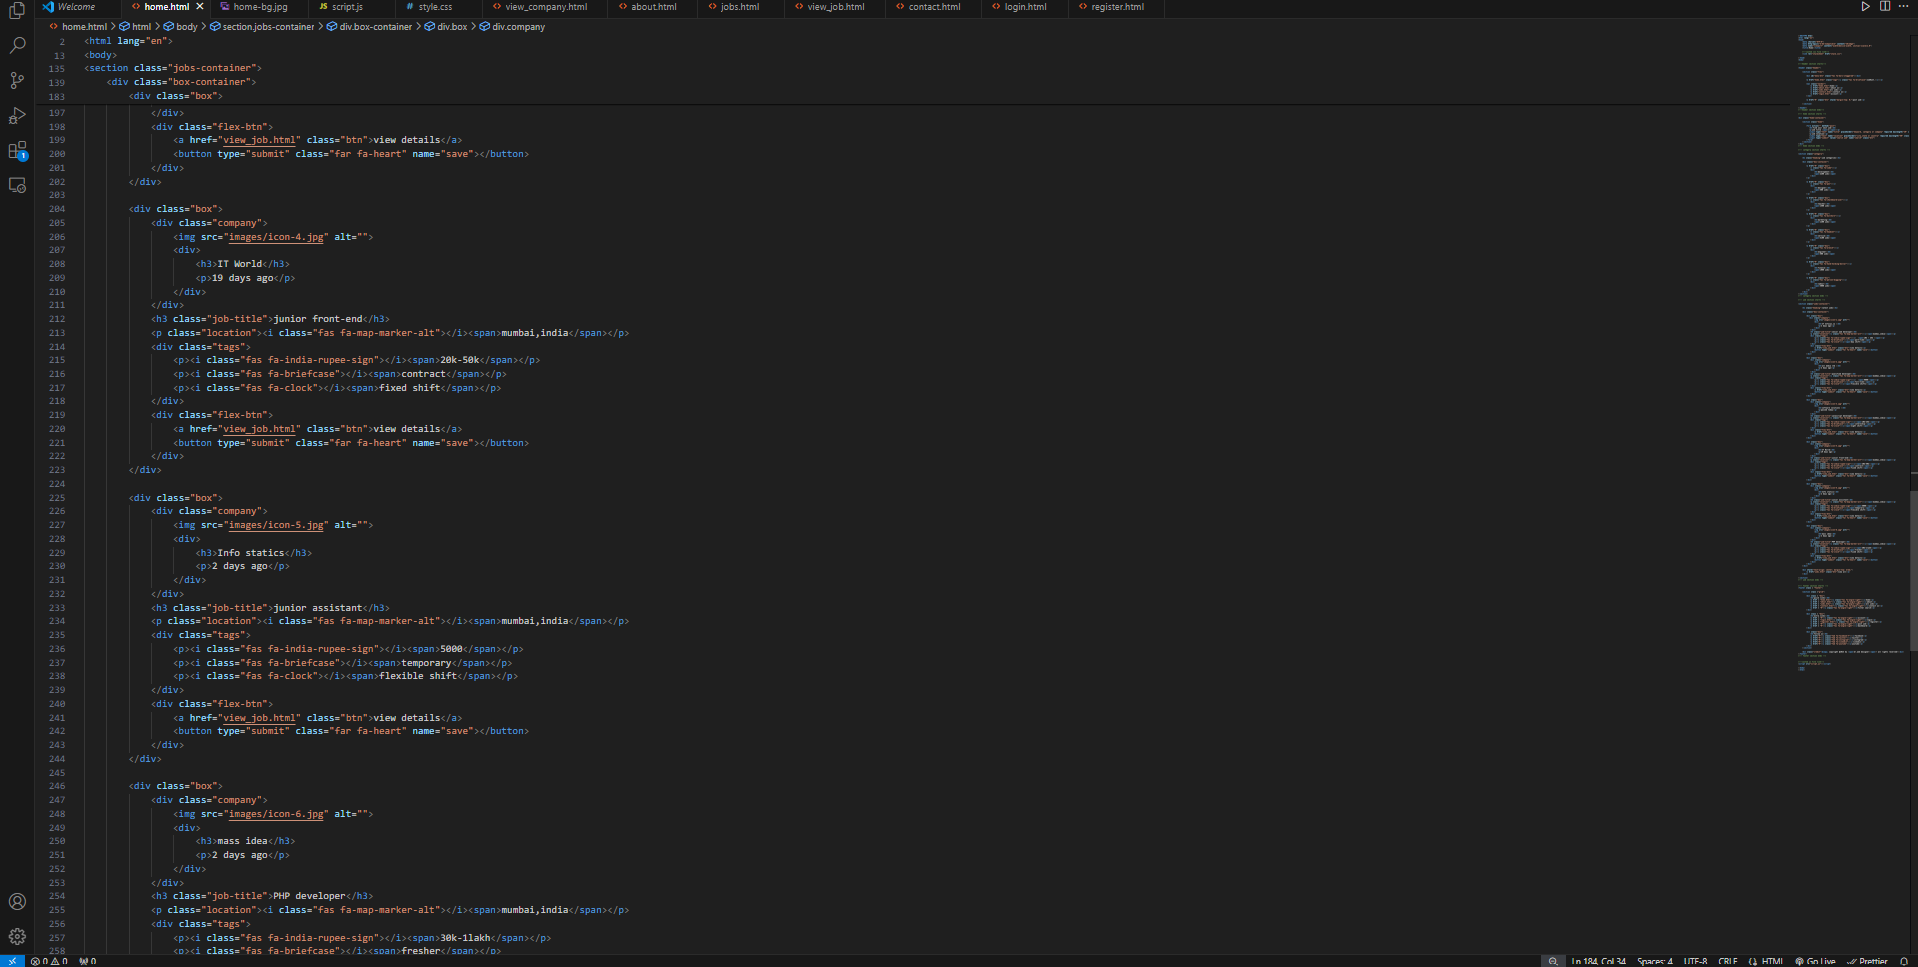 Welcome home.html home-bg.jpg script.js style.css view_company.html about.html jobs.html view_job.html contact.html login.html register.html
home.html > html > body > section.jobs-container > div.box-container > div.box > div.company
2 <html lang="en">
13 <body>
135 <section class="jobs-container">
139 <div class="box-container">
183 <div class="box">
197 </div>
198 <div class="flex-btn">
199 <a href="view_job.html" class="btn">view details</a>
200 <button type="submit" class="far fa-heart" name="save"></button>
201 </div>
202 </div>
203
204 <div class="box">
205 <div class="company">
206 <img src="images/icon-4.jpg" alt="">
207 <div>
208 <h3>IT World</h3>
209 <p>19 days ago</p>
210 </div>
211 </div>
212 <h3 class="job-title">junior front-end</h3>
213 <p class="location"><i class="fas fa-map-marker-alt"></i><span>mumbai,india</span></p>
214 <div class="tags">
215 <p><i class="fas fa-india-rupee-sign"></i><span>20k-50k</span></p>
216 <p><i class="fas fa-briefcase"></i><span>contract</span></p>
217 <p><i class="fas fa-clock"></i><span>fixed shift</span></p>
218 </div>
219 <div class="flex-btn">
220 <a href="view_job.html" class="btn">view details</a>
221 <button type="submit" class="far fa-heart" name="save"></button>
222 </div>
223 </div>
224
225 <div class="box">
226 <div class="company">
227 <img src="images/icon-5.jpg" alt="">
228 <div>
229 <h3>Info statics</h3>
230 <p>2 days ago</p>
231 </div>
232 </div>
233 <h3 class="job-title">junior assistant</h3>
234 <p class="location"><i class="fas fa-map-marker-alt"></i><span>mumbai,india</span></p>
235 <div class="tags">
236 <p><i class="fas fa-india-rupee-sign"></i><span>5000</span></p>
237 <p><i class="fas fa-briefcase"></i><span>temporary</span></p>
238 <p><i class="fas fa-clock"></i><span>flexible shift</span></p>
239 </div>
240 <div class="flex-btn">
241 <a href="view_job.html" class="btn">view details</a>
242 <button type="submit" class="far fa-heart" name="save"></button>
243 </div>
244 </div>
245
246 <div class="box">
247 <div class="company">
248 <img src="images/icon-6.jpg" alt="">
249 <div>
250 <h3>mass idea</h3>
251 <p>2 days ago</p>
252 </div>
253 </div>
254 <h3 class="job-title">PHP developer</h3>
255 <p class="location"><i class="fas fa-map-marker-alt"></i><span>mumbai,india</span></p>
256 <div class="tags">
257 <p><i class="fas fa-india-rupee-sign"></i><span>30k-1lakh</span></p>
258 <p><i class="fas fa-briefcase"></i><span>fresher</span></p>
1
0 0 0 Ln 184, Col 34 Spaces: 4 UTF-8 CRLF HTML Go Live Prettier